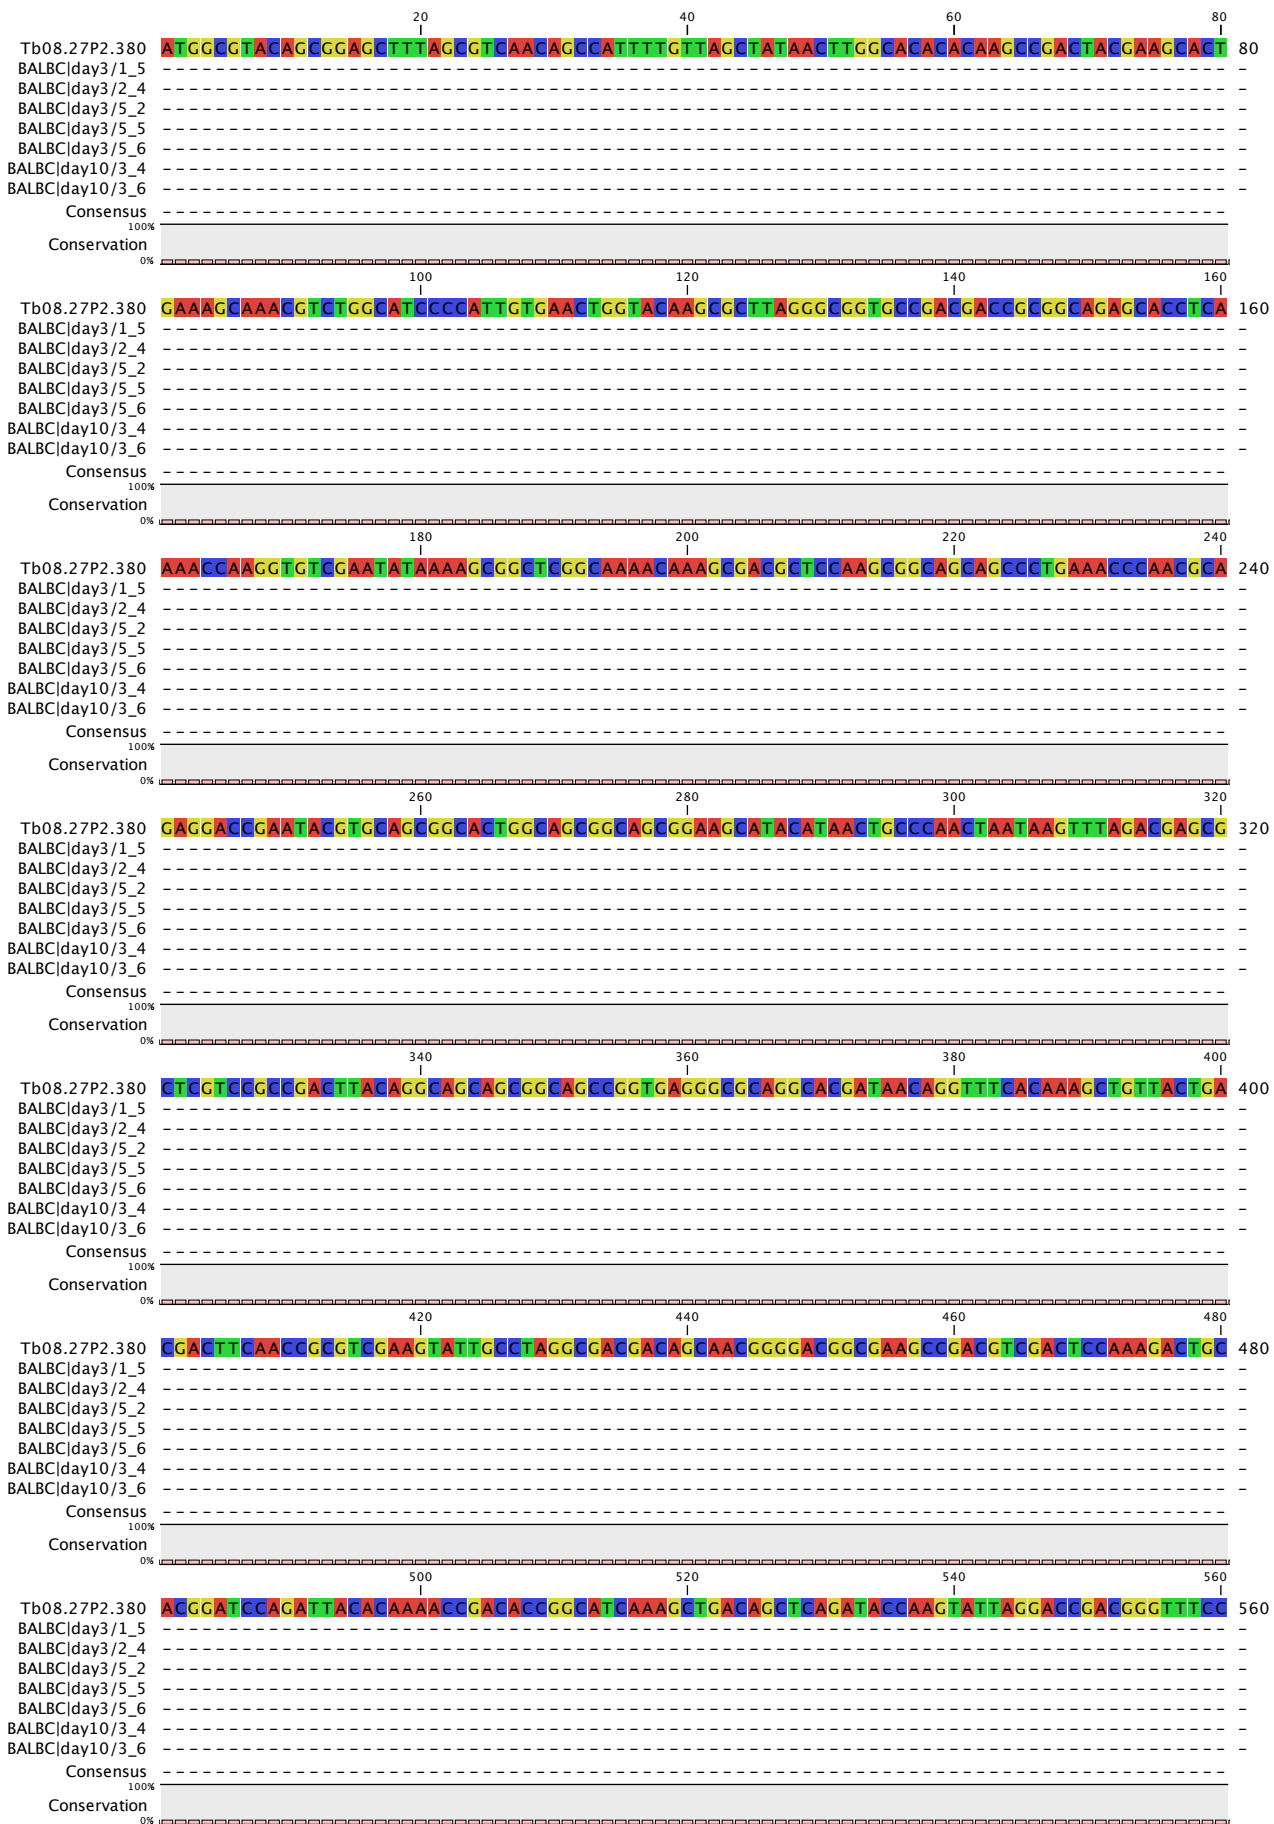 20 40 60 80
Tb08.27P2.380 ATGGCGTACAGCGGAGCTTTAGCGTCAACAGCCATTTTGTTAGCTATAACTTGGCACACACAAGCCGACTACGAAGCACT 80
BALBC|day3/1_5 -
BALBC|day3/2_4 -
BALBC|day3/5_2 -
BALBC|day3/5_5 -
BALBC|day3/5_6 -
BALBC|day10/3_4 -
BALBC|day10/3_6 -
Consensus
100%
Conservation
0%
100 120 140 160
Tb08.27P2.380 GAAAGCAAACGTCTGGCATCCCCATTGTGAACTGGTACAAGCGCTTAGGGCGGTGCCGACGACCGCGGCAGAGCACCTCA 160
BALBC|day3/1_5 -
BALBC|day3/2_4 -
BALBC|day3/5_2 -
BALBC|day3/5_5 -
BALBC|day3/5_6 -
BALBC|day10/3_4 -
BALBC|day10/3_6 -
Consensus
100%
Conservation
0%
180 200 220 240
Tb08.27P2.380 AAACCAAGGTGTCGAATATAAAAGCGGCTCGGCAAAACAAAGCGACGCTCCAAGCGGCAGCAGCCCTGAAACCCAACGCA 240
BALBC|day3/1_5 -
BALBC|day3/2_4 -
BALBC|day3/5_2 -
BALBC|day3/5_5 -
BALBC|day3/5_6 -
BALBC|day10/3_4 -
BALBC|day10/3_6 -
Consensus
100%
Conservation
0%
260 280 300 320
Tb08.27P2.380 GAGGACCGAATACGTGCAGCGGCACTGGCAGCGGCAGCGGAAGCATACATAACTGCCCAACTAATAAGTTTAGACGAGCG 320
BALBC|day3/1_5 -
BALBC|day3/2_4 -
BALBC|day3/5_2 -
BALBC|day3/5_5 -
BALBC|day3/5_6 -
BALBC|day10/3_4 -
BALBC|day10/3_6 -
Consensus
100%
Conservation
0%
340 360 380 400
Tb08.27P2.380 CTCGTCCGCCGACTTACAGGCAGCAGCGGCAGCCGGTGAGGGCGCAGGCACGATAACAGGTTTCACAAAGCTGTTACTGA 400
BALBC|day3/1_5 -
BALBC|day3/2_4 -
BALBC|day3/5_2 -
BALBC|day3/5_5 -
BALBC|day3/5_6 -
BALBC|day10/3_4 -
BALBC|day10/3_6 -
Consensus
100%
Conservation
0%
420 440 460 480
Tb08.27P2.380 CGACTTCAACCGCGTCGAAGTATTGCCTAGGCGACGACAGCAACGGGGACGGCGAAGCCGACGTCGACTCCAAAGACTGC 480
BALBC|day3/1_5 -
BALBC|day3/2_4 -
BALBC|day3/5_2 -
BALBC|day3/5_5 -
BALBC|day3/5_6 -
BALBC|day10/3_4 -
BALBC|day10/3_6 -
Consensus
100%
Conservation
0%
500 520 540 560
Tb08.27P2.380 ACGGATCCAGATTACACAAAACCGACACCGGCATCAAAGCTGACAGCTCAGATACCAAGTATTAGGACCGACGGGTTTCC 560
BALBC|day3/1_5 -
BALBC|day3/2_4 -
BALBC|day3/5_2 -
BALBC|day3/5_5 -
BALBC|day3/5_6 -
BALBC|day10/3_4 -
BALBC|day10/3_6 -
Consensus
100%
Conservation
0%